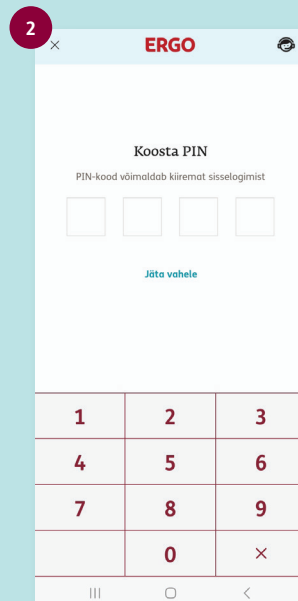 2
ERGO
Koosta PIN
PIN-kood võimaldab kiiremat sisselogimist
Jäta vahele
1 2 3
4 5 6
7 8 9
0